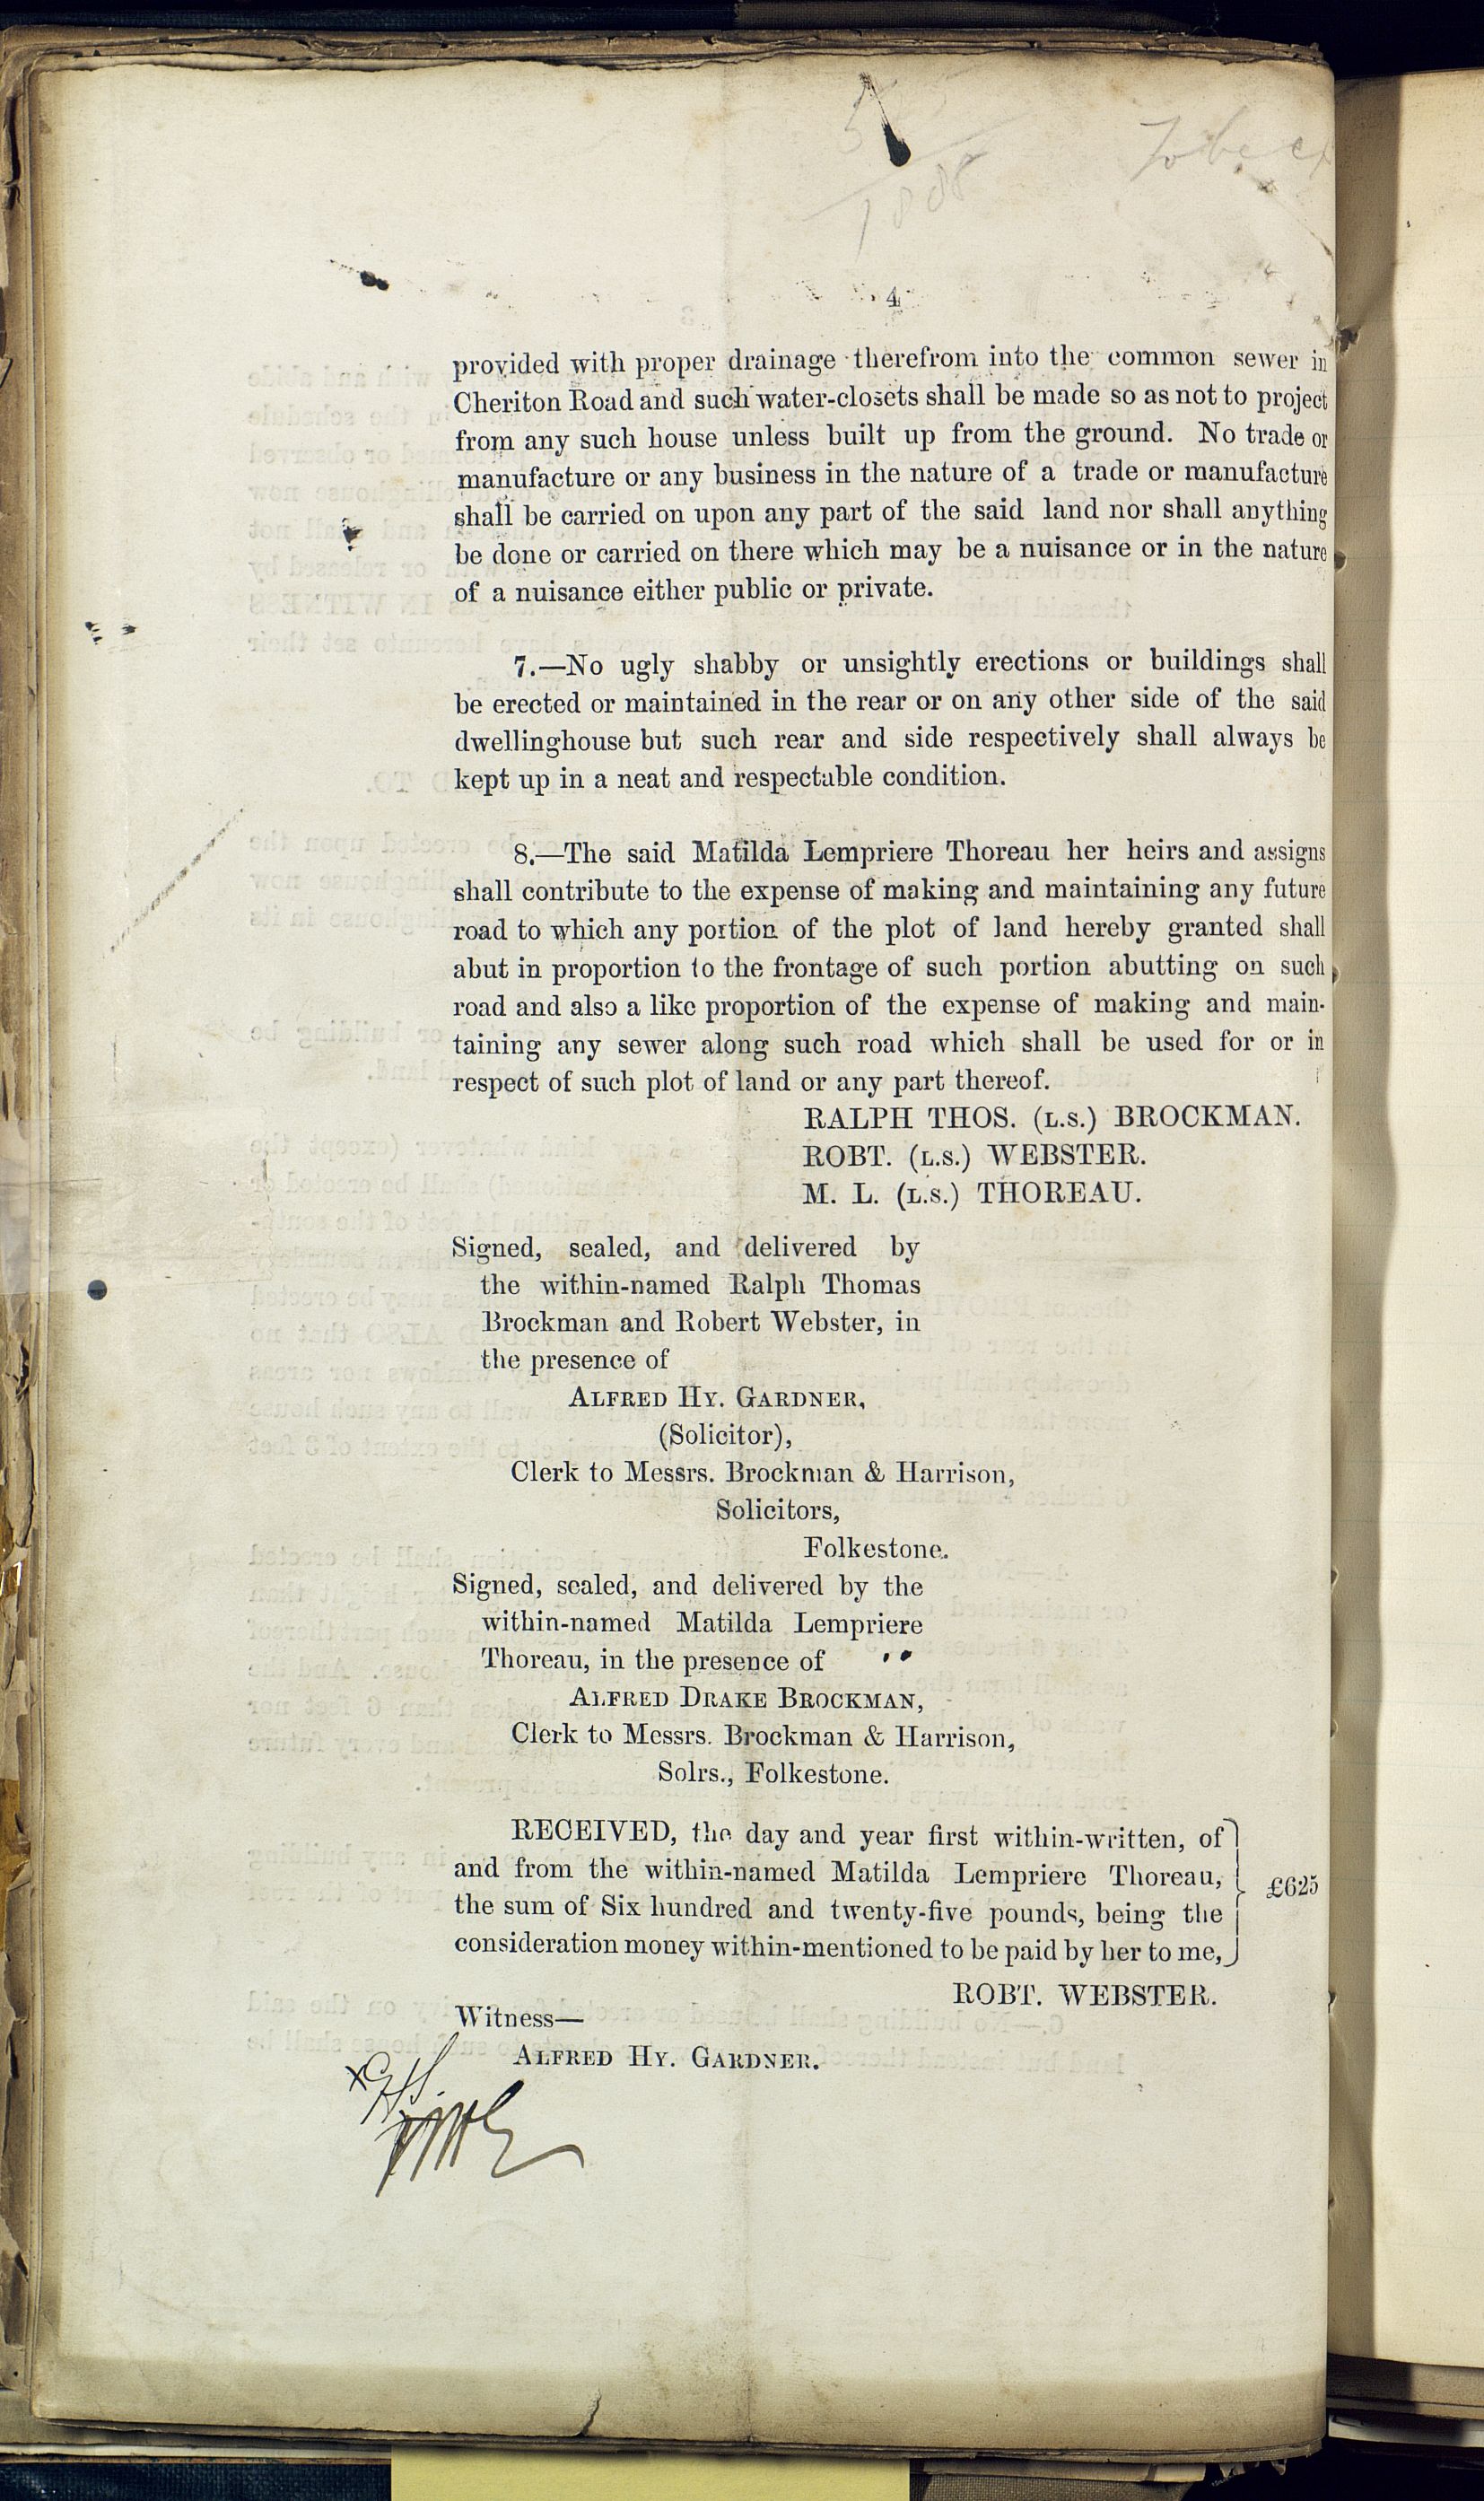 1888
To be
4
provided with proper drainage therefrom into the common sewer in
Cheriton Road and such water-closets shall be made so as not to project
from any such house unless built up from the ground. No trade or
manufacture or any business in the nature of a trade or manufacture
shall be carried on upon any part of the said land nor shall anything
be done or carried on there which may be a nuisance or in the nature
of a nuisance either public or private.
7.—No ugly shabby or unsightly erections or buildings shall
be erected or maintained in the rear or on any other side of the said
dwellinghouse but such rear and side respectively shall always be
kept up in a neat and respectable condition.
8.—The said Matilda Lempriere Thoreau her heirs and assigns
shall contribute to the expense of making and maintaining any future
road to which any portion of the plot of land hereby granted shall
abut in proportion to the frontage of such portion abutting on such
road and also a like proportion of the expense of making and main-
taining any sewer along such road which shall be used for or in
respect of such plot of land or any part thereof.
RALPH THOS. (L.S.) BROCKMAN.
ROBT. (L.S.) WEBSTER.
M. L. (L.S.) THOREAU.
Signed, sealed, and delivered by
the within-named Ralph Thomas
Brockman and Robert Webster, in
the presence of
ALFRED HY. GARDNER,
(Solicitor),
Clerk to Messrs. Brockman & Harrison,
Solicitors,
Folkestone.
Signed, sealed, and delivered by the
within-named Matilda Lempriere
Thoreau, in the presence of
ALFRED DRAKE BROCKMAN,
Clerk to Messrs. Brockman & Harrison,
Solrs., Folkestone.
RECEIVED, the day and year first within-written, of
and from the within-named Matilda Lempriere Thoreau,
the sum of Six hundred and twenty-five pounds, being the
consideration money within-mentioned to be paid by her to me,
£625
ROBT. WEBSTER.
Witness—
ALFRED HY. GARDNER.